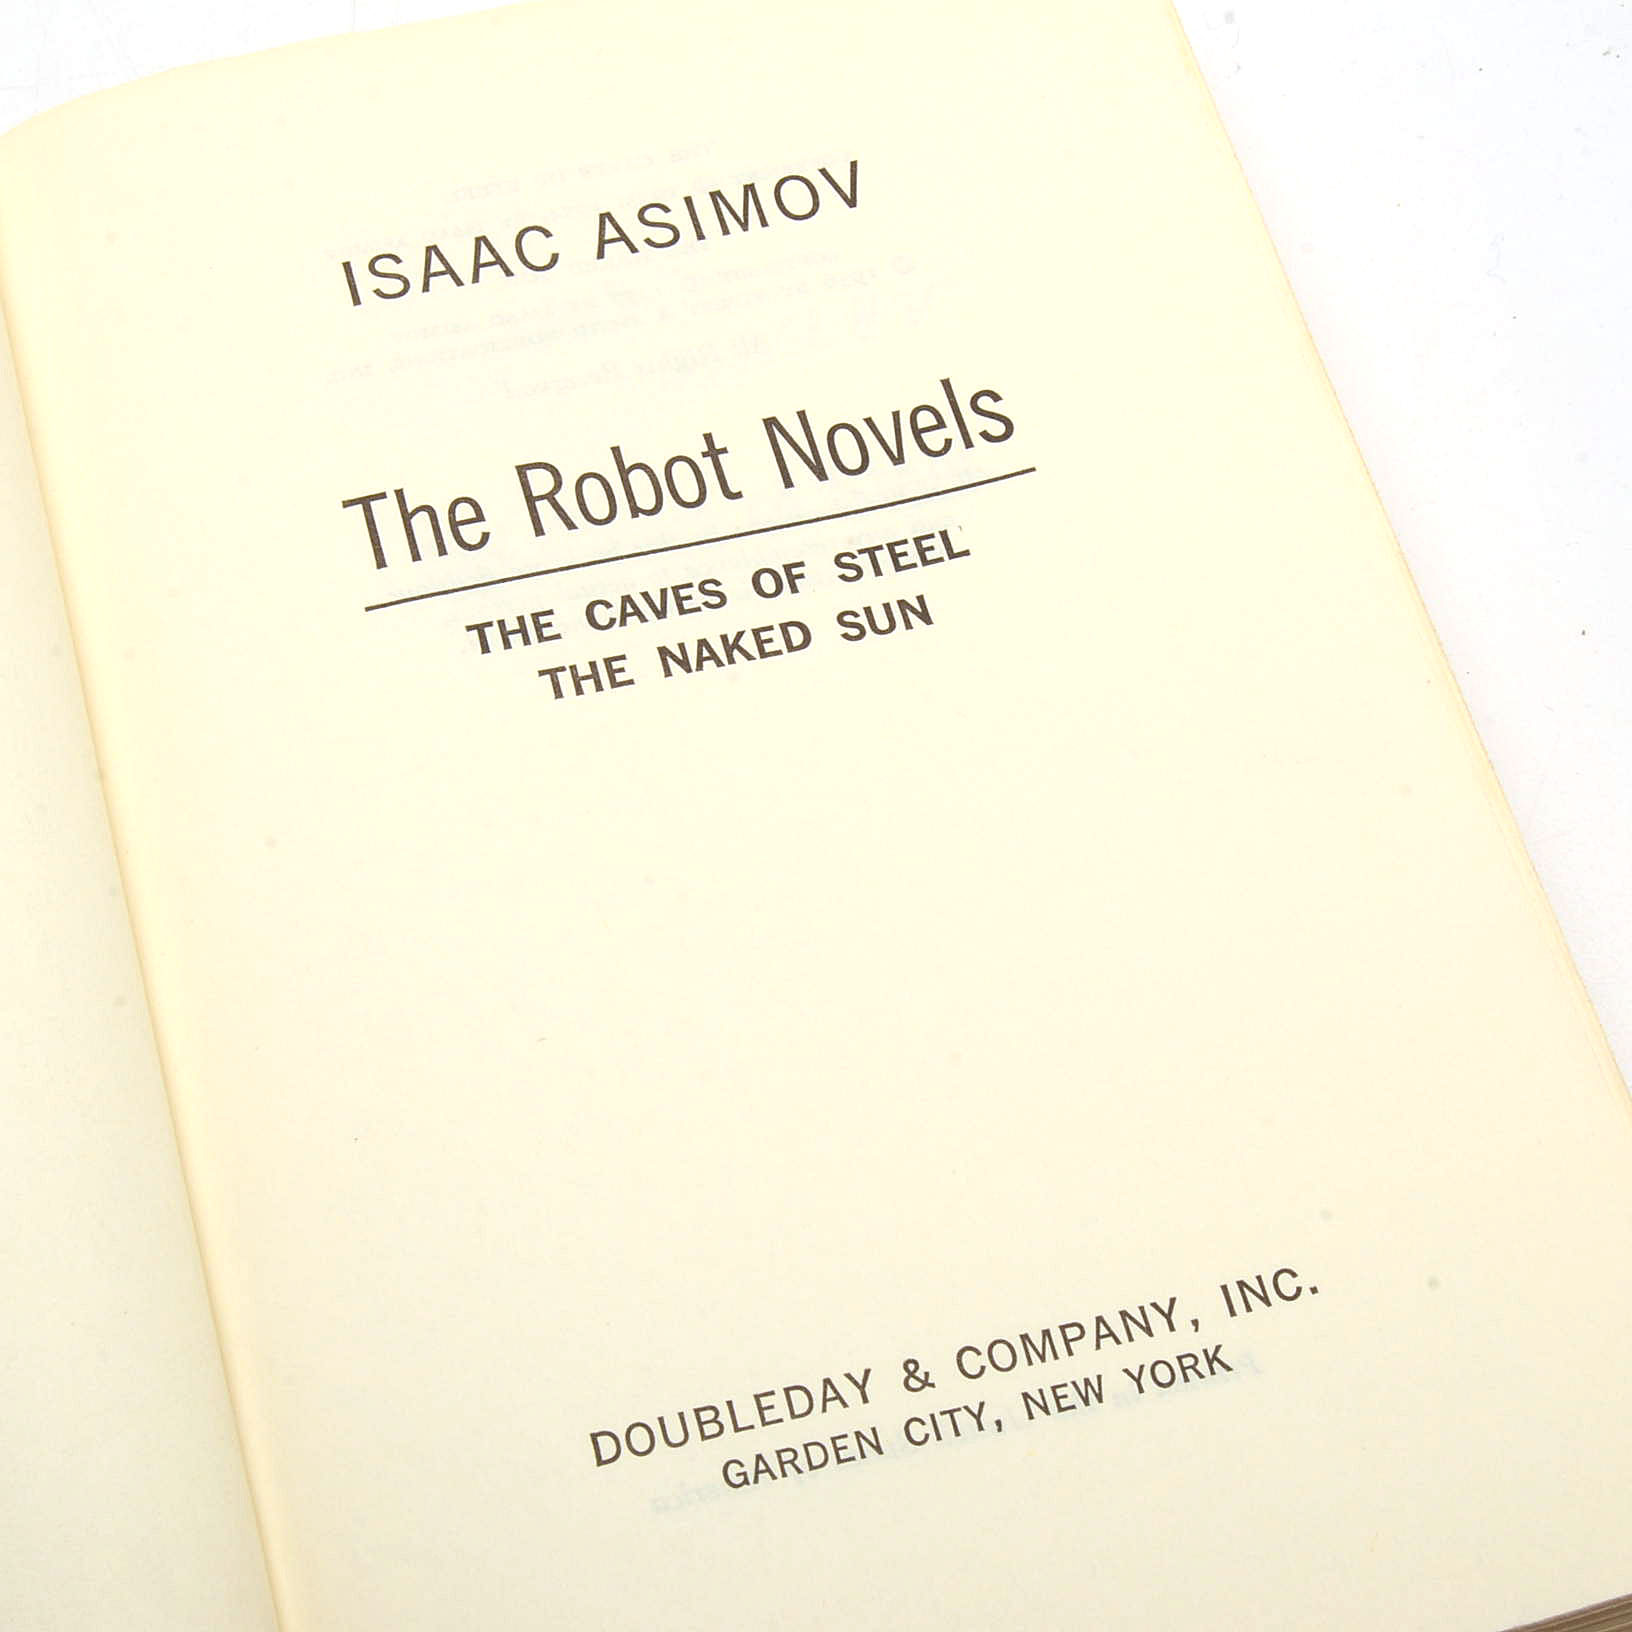 ISAAC ASIMOV
The Robot Novels
THE CAVES OF STEEL
THE NAKED SUN
DOUBLEDAY & COMPANY, INC.
GARDEN CITY, NEW YORK